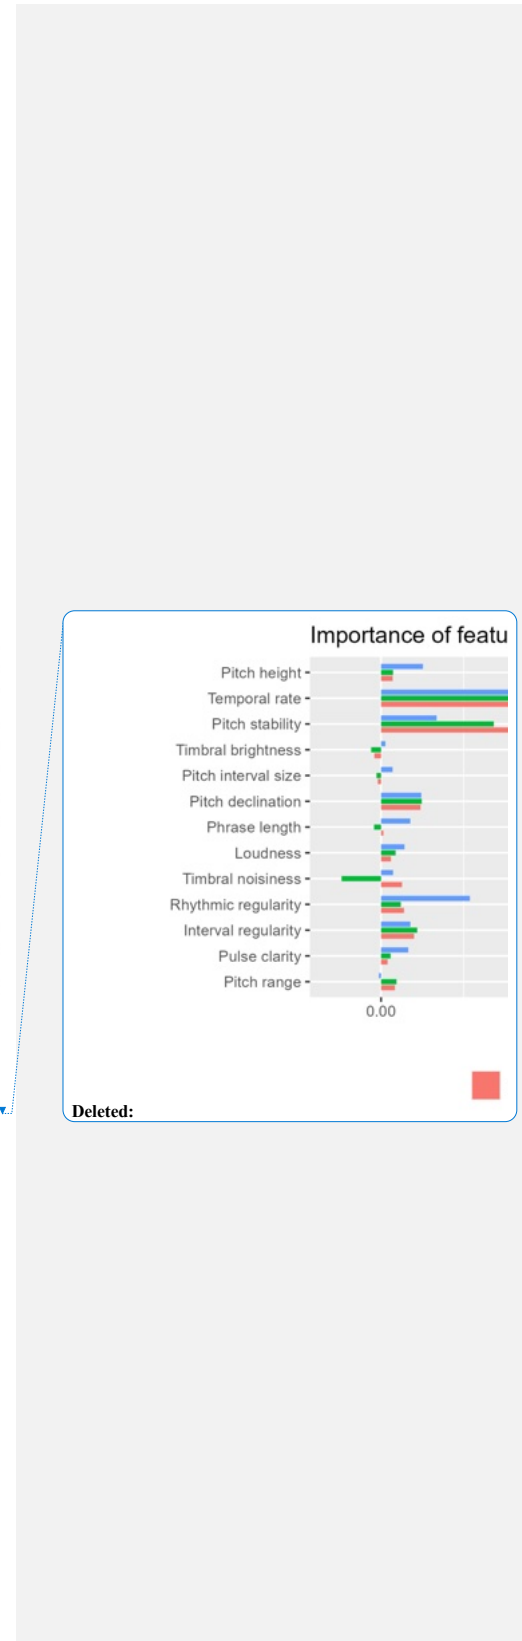 Importance of featu
Pitch height
Temporal rate
Pitch stability
Timbral brightness
Pitch interval size
Pitch declination
Phrase length
Loudness
Timbral noisiness
Rhythmic regularity
Interval regularity
Pulse clarity
Pitch range
0.00
Deleted: